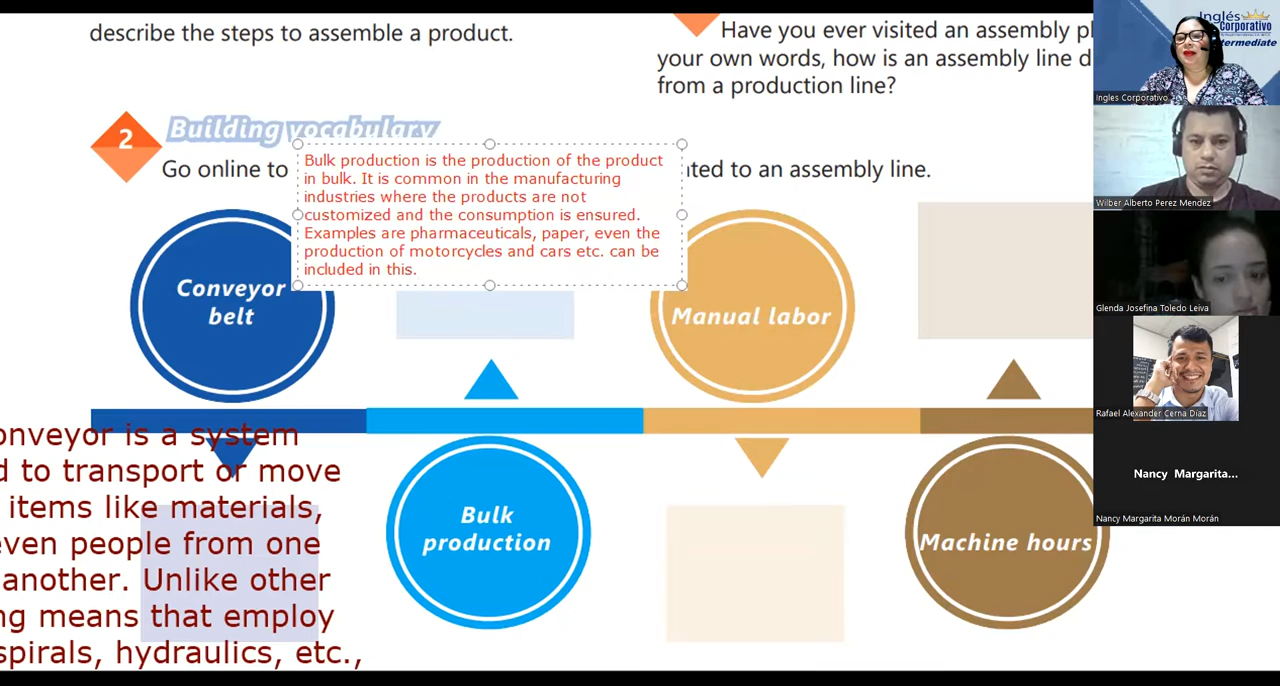 describe the steps to assemble a product.
Have you ever visited an assembly
your own words, how is an assembly line
from a production line?
2
Building vocabulary
Go online to
ted to an assembly line.
Bulk production is the production of the product
in bulk. It is common in the manufacturing
industries where the products are not
customized and the consumption is ensured.
Examples are pharmaceuticals, paper, even the
production of motorcycles and cars etc. can be
included in this.
Conveyor
belt
Manual labor
onveyor is a system
d to transport or move
items like materials,
even people from one
another. Unlike other
ng means that employ
spirals, hydraulics, etc.,
Bulk
production
Machine hours
Inglés
Corporativo
termediate
Ingles Corporativo
Wilber Alberto Perez Mendez
Glenda Josefina Toledo Leiva
Rafael Alexander Cerna Díaz
Nancy Margarita...
Nancy Margarita Morán Morán